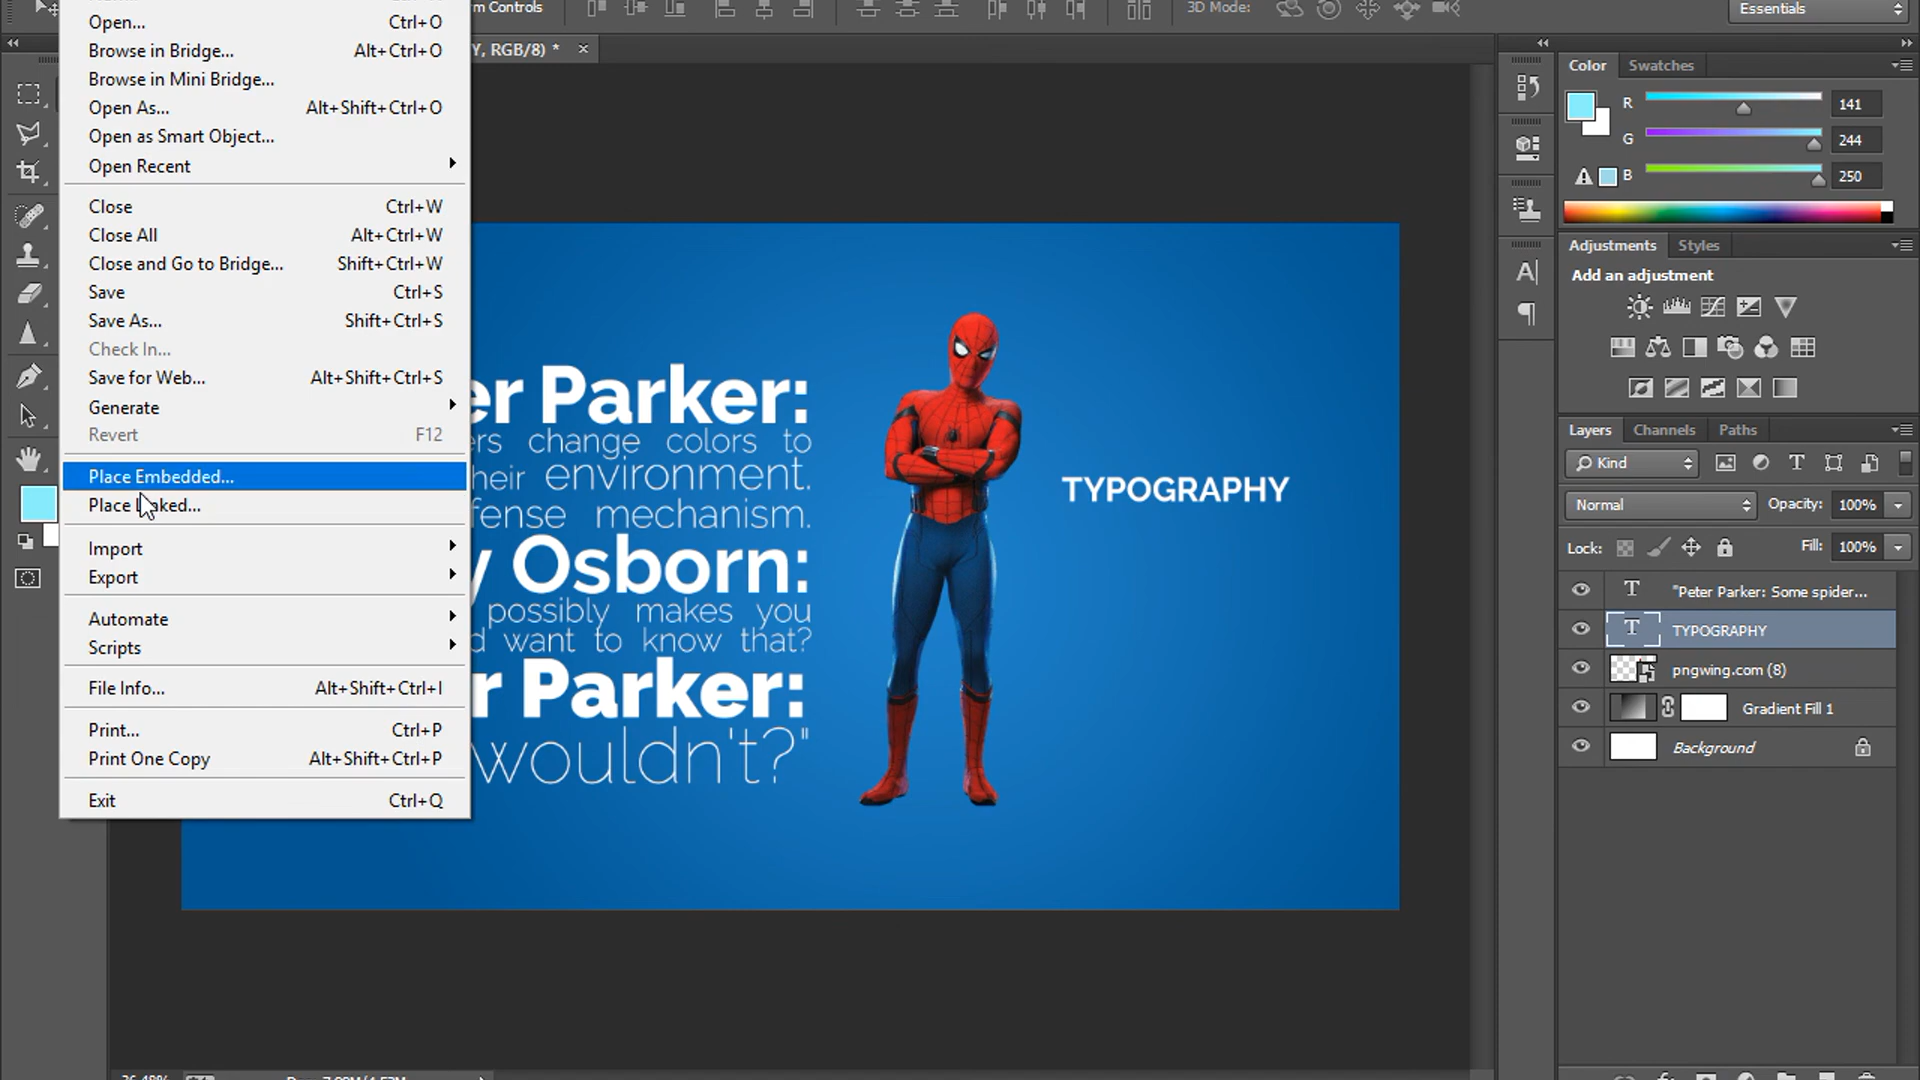 m Controls
3D Mode:
Essentials
Y, RGB/8) * ×
Open... Ctrl+O
Browse in Bridge... Alt+Ctrl+O
Browse in Mini Bridge...
Open As... Alt+Shift+Ctrl+O
Open as Smart Object...
Open Recent
Close Ctrl+W
Close All Alt+Ctrl+W
Close and Go to Bridge... Shift+Ctrl+W
Save Ctrl+S
Save As... Shift+Ctrl+S
Check In...
Save for Web... Alt+Shift+Ctrl+S
Generate
Revert F12
Place Embedded...
Place Linked...
Import
Export
Automate
Scripts
File Info... Alt+Shift+Ctrl+I
Print... Ctrl+P
Print One Copy Alt+Shift+Ctrl+P
Exit Ctrl+Q
er Parker:
ers change colors to
heir environment.
fense mechanism.
y Osborn:
possibly makes you
d want to know that?
r Parker:
wouldn't?"
TYPOGRAPHY
Color Swatches
R 141
G 244
B 250
Adjustments Styles
Add an adjustment
Layers Channels Paths
Kind
Normal Opacity: 100%
Lock: Fill: 100%
"Peter Parker: Some spider...
TYPOGRAPHY
pngwing.com (8)
Gradient Fill 1
Background